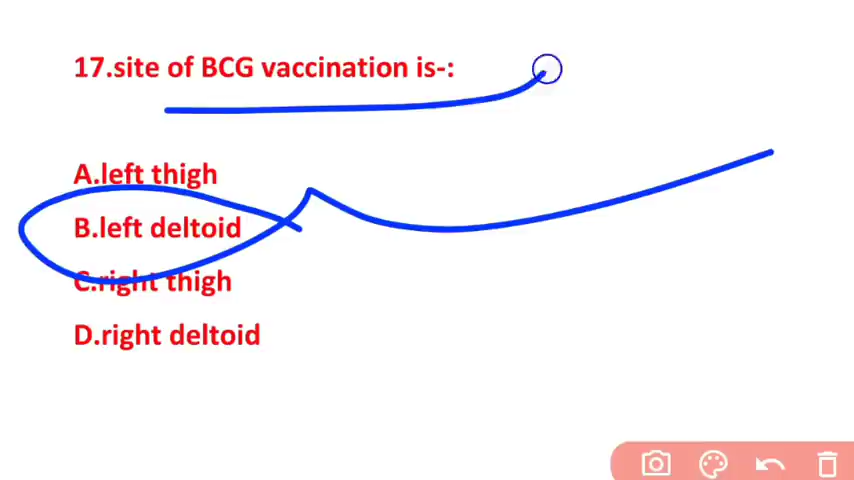 17.site of BCG vaccination is-:
A.left thigh
B.left deltoid
C.right thigh
D.right deltoid